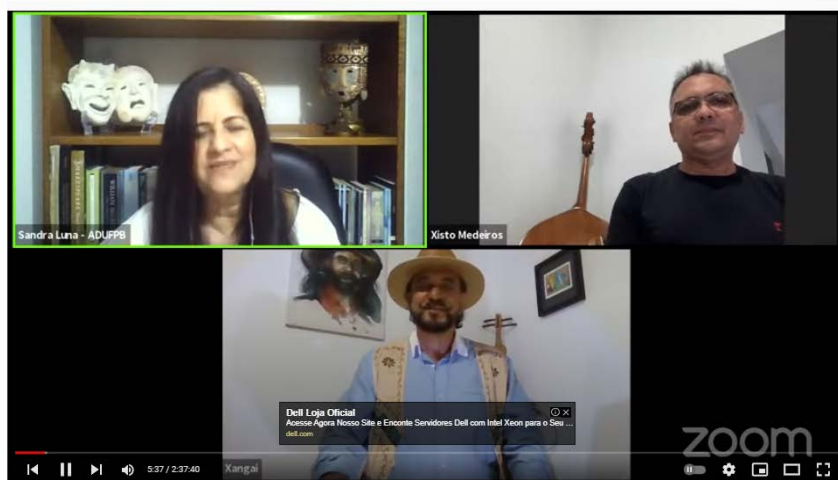 Sandra Luna - ADUFPB
Xisto Medeiros
Dell Loja Oficial
Acesse Agora Nosso Site e Enconte Servidores Dell com Intel Xeon para o Seu ...
dell.com
zoom
5:37 / 2:37:40
Xangai